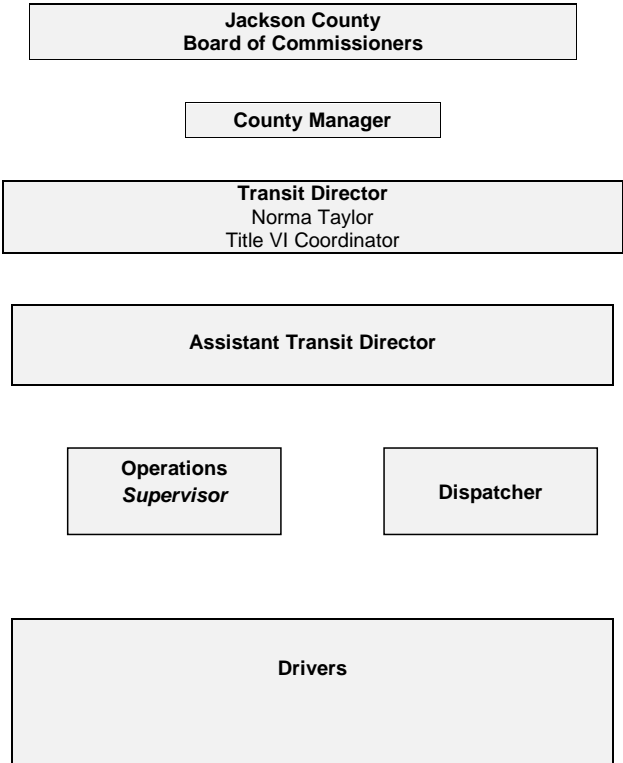 Jackson County
Board of Commissioners
County Manager
Transit Director
Norma Taylor
Title VI Coordinator
Assistant Transit Director
Operations
Supervisor
Dispatcher
Drivers